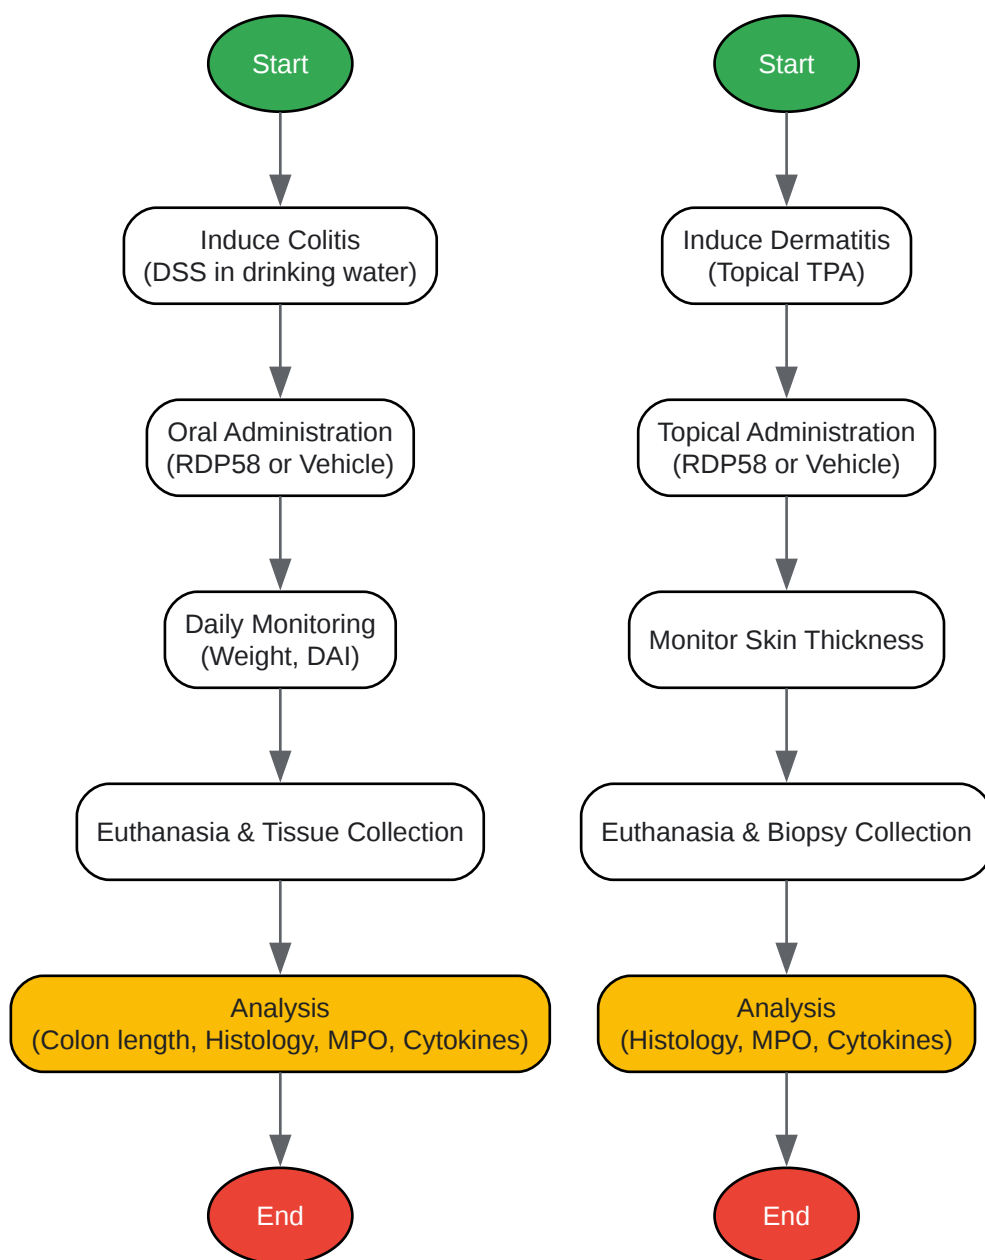 Start
Induce Colitis
(DSS in drinking water)
Oral Administration
(RDP58 or Vehicle)
Daily Monitoring
(Weight, DAI)
Euthanasia & Tissue Collection
Analysis
(Colon length, Histology, MPO, Cytokines)
End
Start
Induce Dermatitis
(Topical TPA)
Topical Administration
(RDP58 or Vehicle)
Monitor Skin Thickness
Euthanasia & Biopsy Collection
Analysis
(Histology, MPO, Cytokines)
End